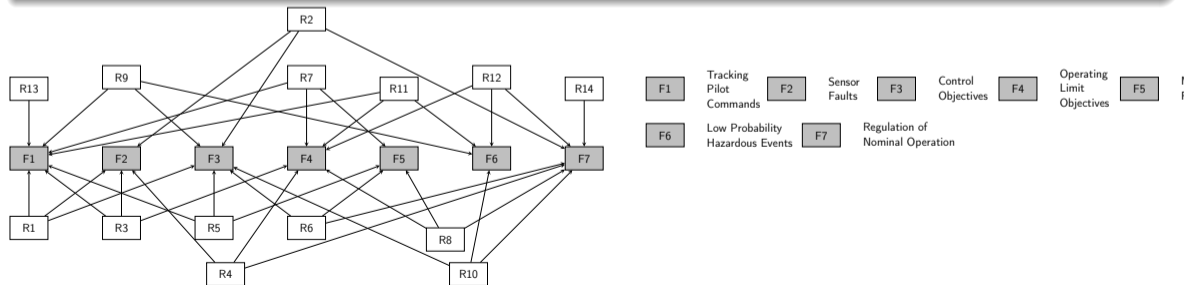 R2
R13
R9
R7
R11
R12
R14
F1
F2
F3
F4
F5
F6
F7
R1
R3
R5
R6
R8
R4
R10
F1
Tracking
Pilot
Commands
F2
Sensor
Faults
F3
Control
Objectives
F4
Operating
Limit
Objectives
F5
F6
Low Probability
Hazardous Events
F7
Regulation of
Nominal Operation